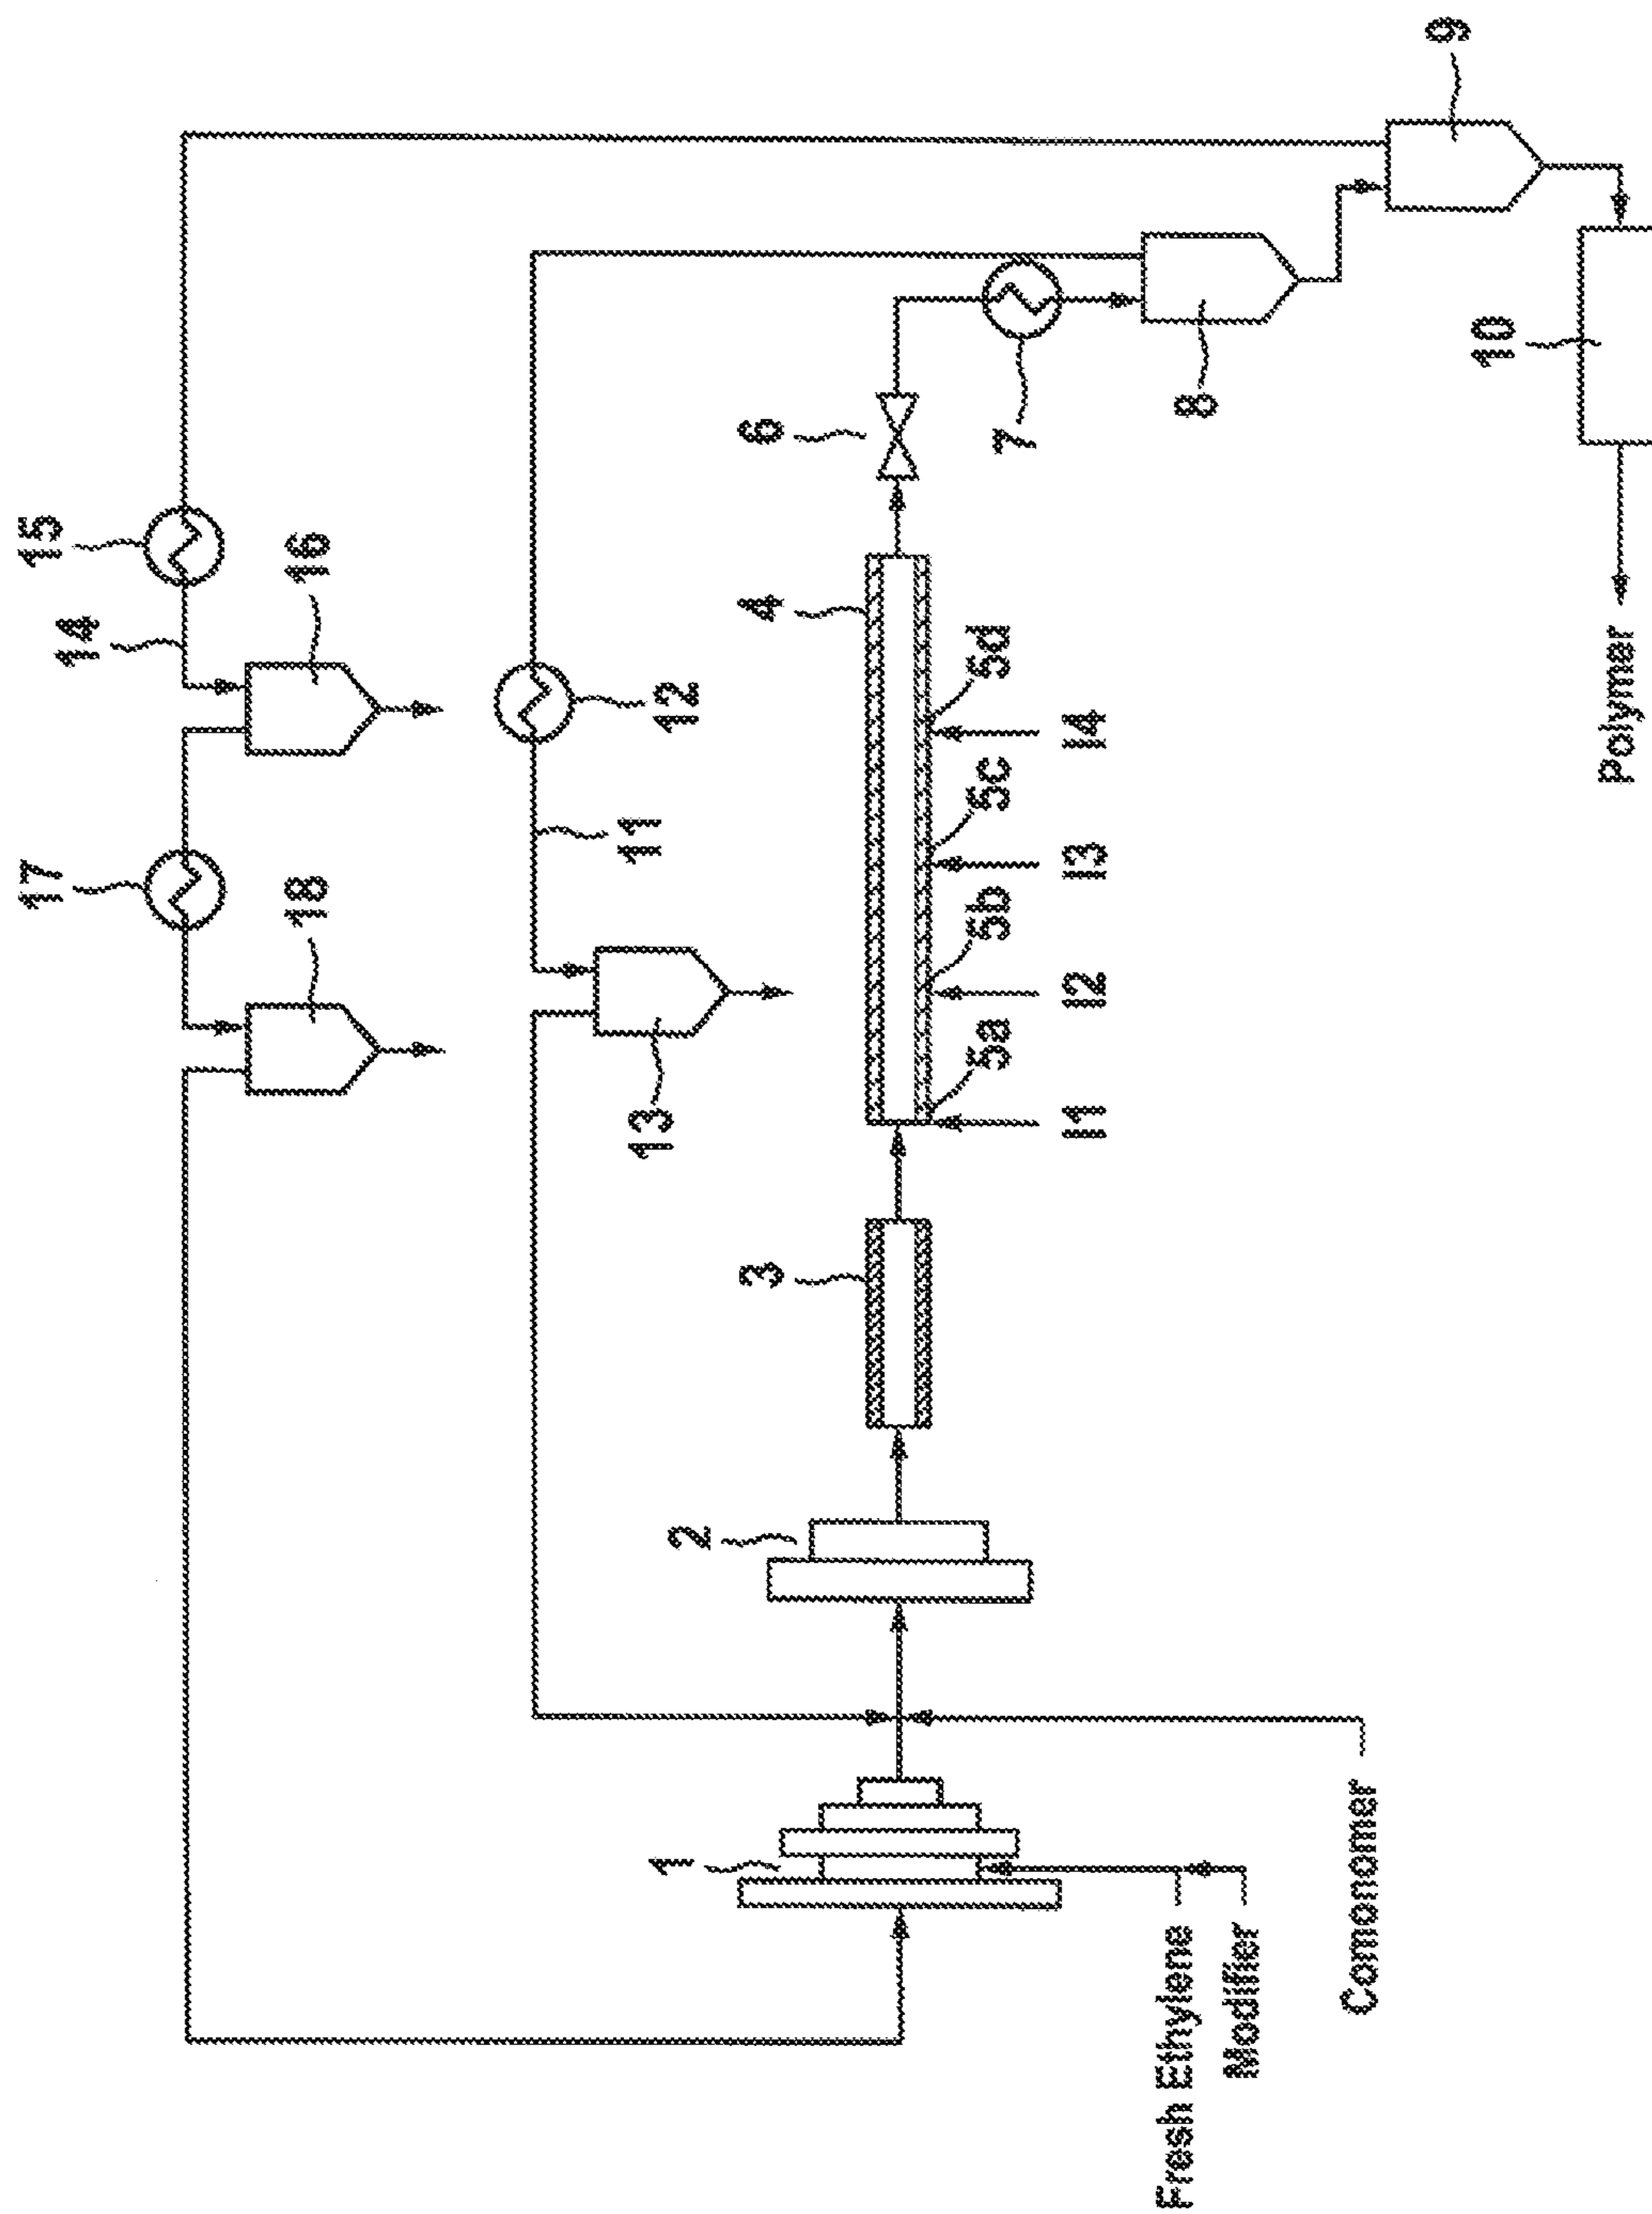 15
14
16
17
18
9
12
11
13
6
7
8
10
4
5d
5c
5b
5a
I4
I3
I2
I1
3
2
1
Polymer
Fresh Ethylene
Modifier
Comonomer